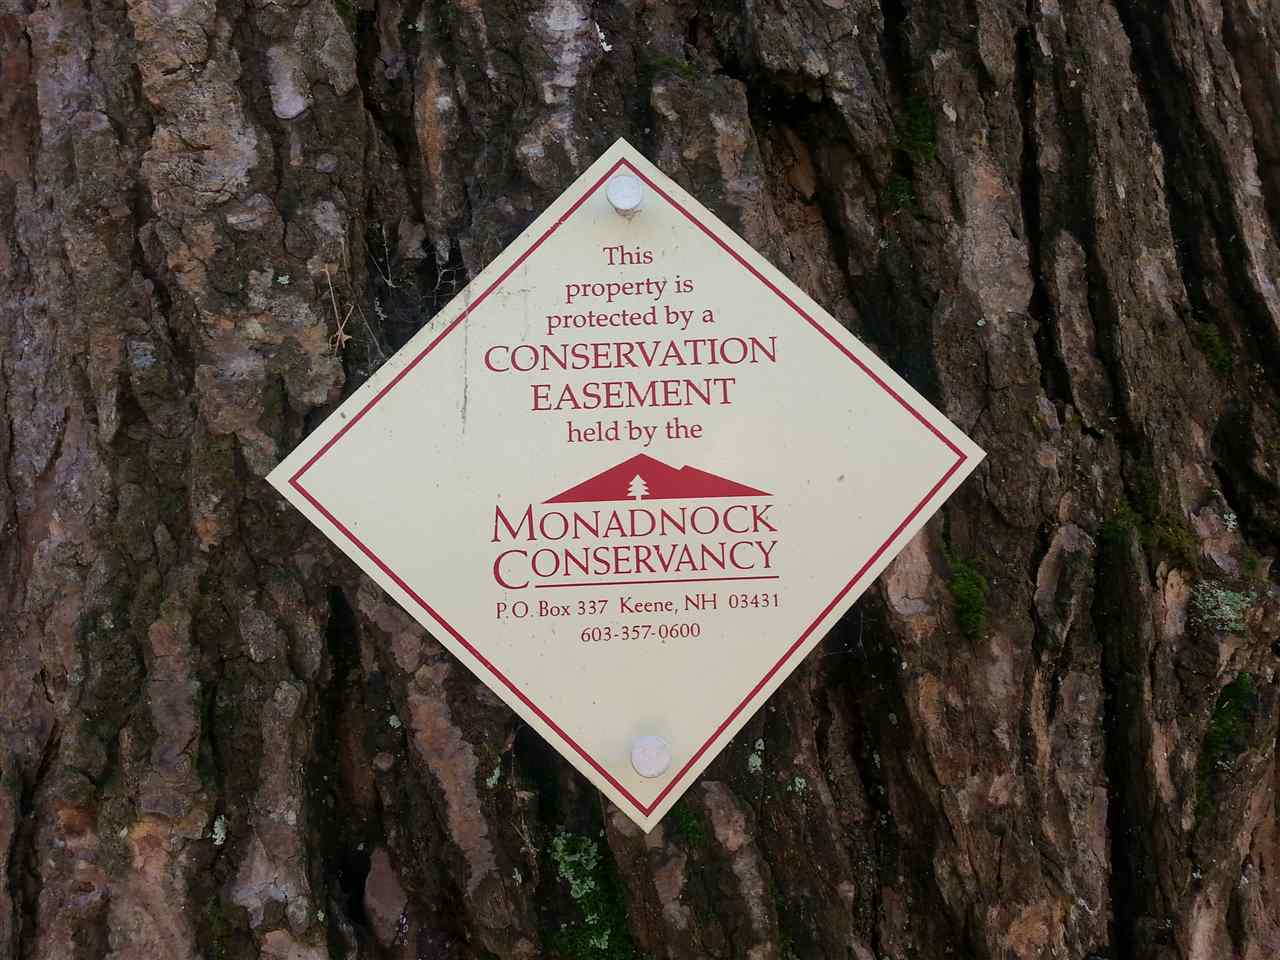 This
property is
protected by a
CONSERVATION
EASEMENT
held by the
MONADNOCK
CONSERVANCY
P.O. Box 337 Keene, NH 03431
603-357-0600